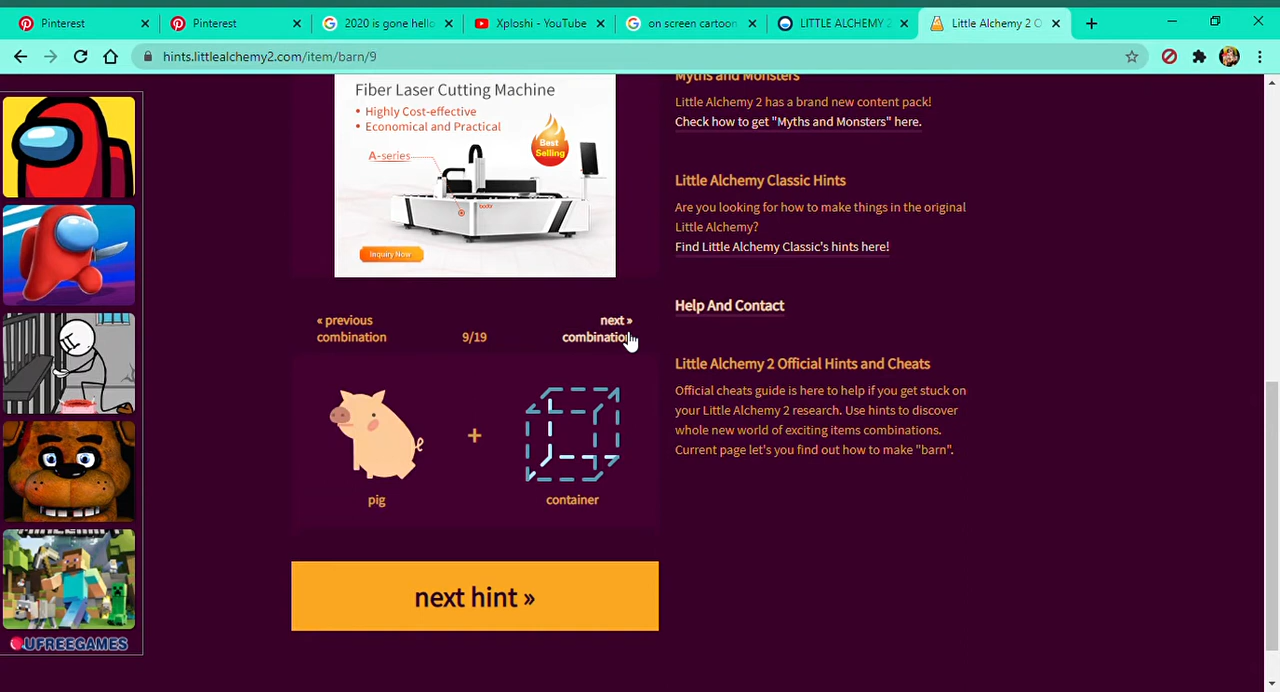 Pinterest
Pinterest
2020 is gone hello
Xploshi - YouTube
on screen cartoon
LITTLE ALCHEMY 2
Little Alchemy 2 O
hints.littlealchemy2.com/item/barn/9
Fiber Laser Cutting Machine
• Highly Cost-effective
• Economical and Practical
A-series
Best
Selling
bodor
Inquiry Now
« previous
combination
9/19
next »
combination
pig
+
container
next hint »
Myths and Monsters
Little Alchemy 2 has a brand new content pack!
Check how to get "Myths and Monsters" here.
Little Alchemy Classic Hints
Are you looking for how to make things in the original
Little Alchemy?
Find Little Alchemy Classic's hints here!
Help And Contact
Little Alchemy 2 Official Hints and Cheats
Official cheats guide is here to help if you get stuck on
your Little Alchemy 2 research. Use hints to discover
whole new world of exciting items combinations.
Current page let's you find out how to make "barn".
UFREEGAMES